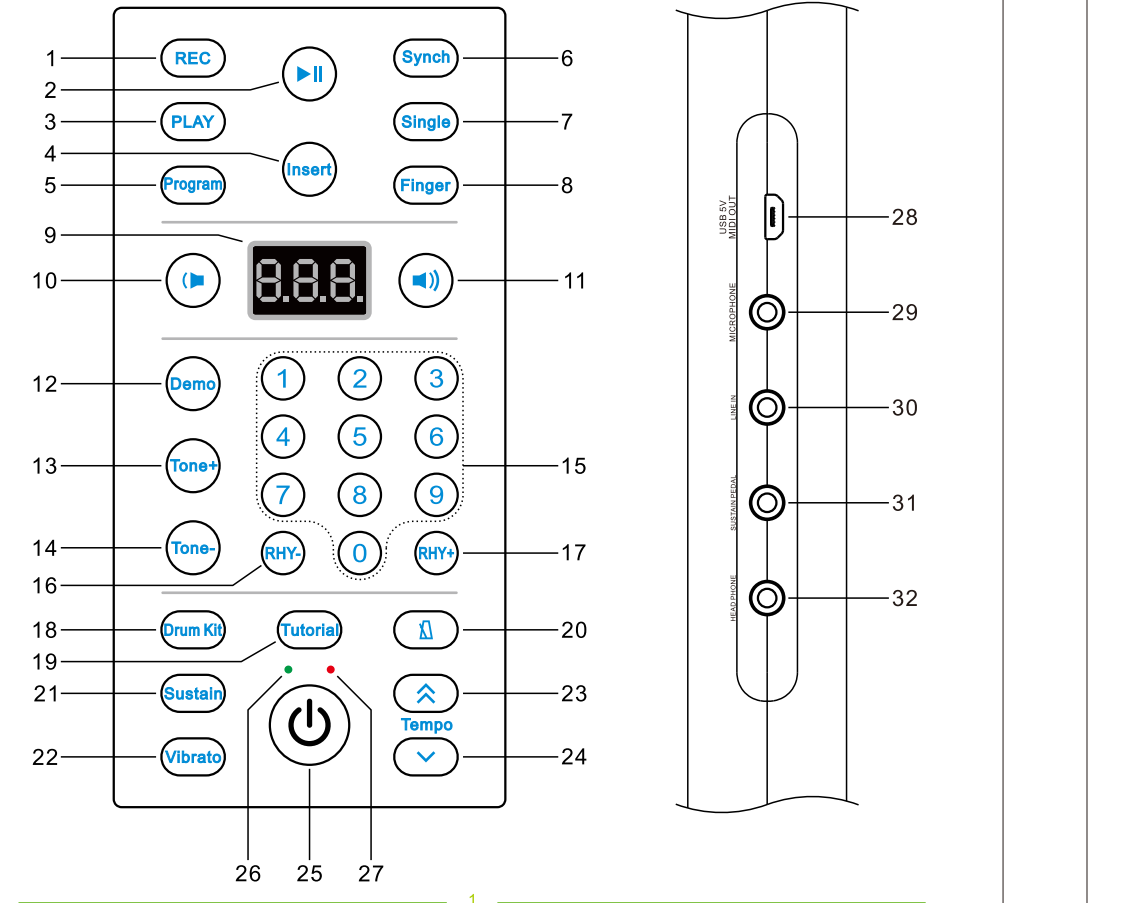 1 REC Synch 6
2
3 PLAY Single 7
4 Insert
5 Program Finger 8
9
10 8.8.8. 11
12 Demo 1 2 3
4 5 6
13 Tone+ 15
7 8 9
14 Tone- RHY- 0 RHY+ 17
16
18 Drum Kit Tutorial 20
19
21 Sustain 23
Tempo
22 Vibrato 24
26 25 27
USB 5V
MIDI OUT
28
MICROPHONE 29
LINE IN 30
SUSTAIN PEDAL 31
HEAD PHONE 32
1